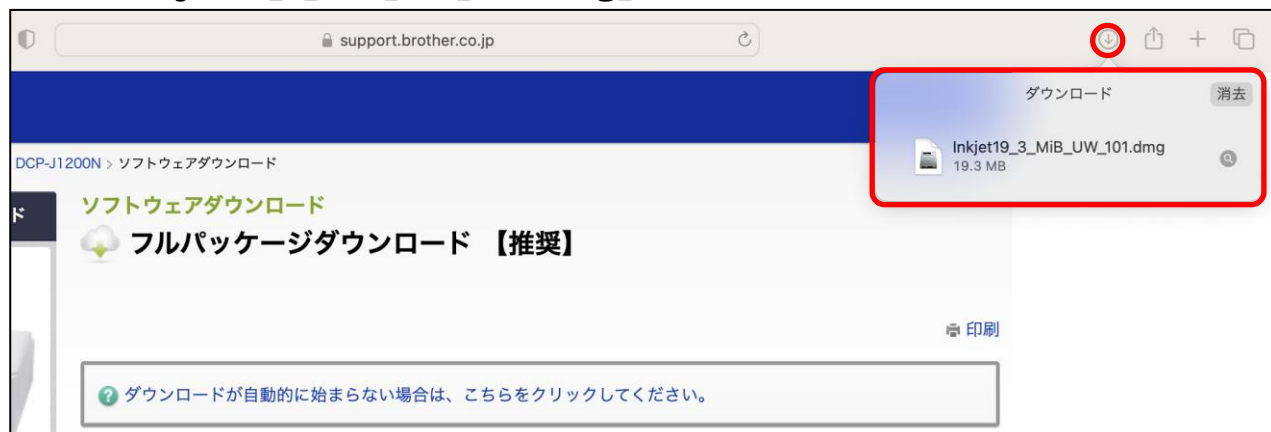 support.brother.co.jp
ダウンロード
消去
Inkjet19_3_MiB_UW_101.dmg
19.3 MB
DCP-J1200N > ソフトウェアダウンロード
ド
ソフトウェアダウンロード
フルパッケージダウンロード 【推奨】
印刷
? ダウンロードが自動的に始まらない場合は、こちらをクリックしてください。